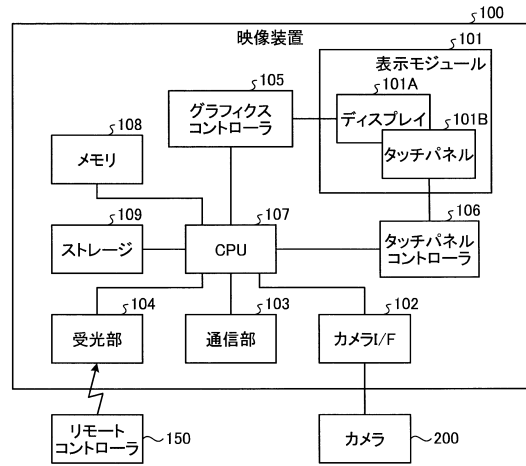 100
映像装置
101
表示モジュール
105
101A
グラフィクス
コントローラ
ディスプレイ
101B
108
メモリ
タッチパネル
109
107
106
ストレージ
CPU
タッチパネル
コントローラ
104
103
102
受光部
通信部
カメラI/F
リモート
コントローラ
150
カメラ
200